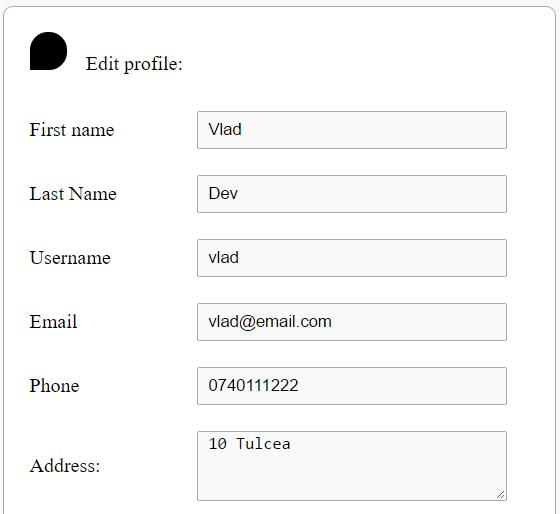 Edit profile:
First name Vlad
Last Name Dev
Username vlad
Email vlad@email.com
Phone 0740111222
Address: 10 Tulcea